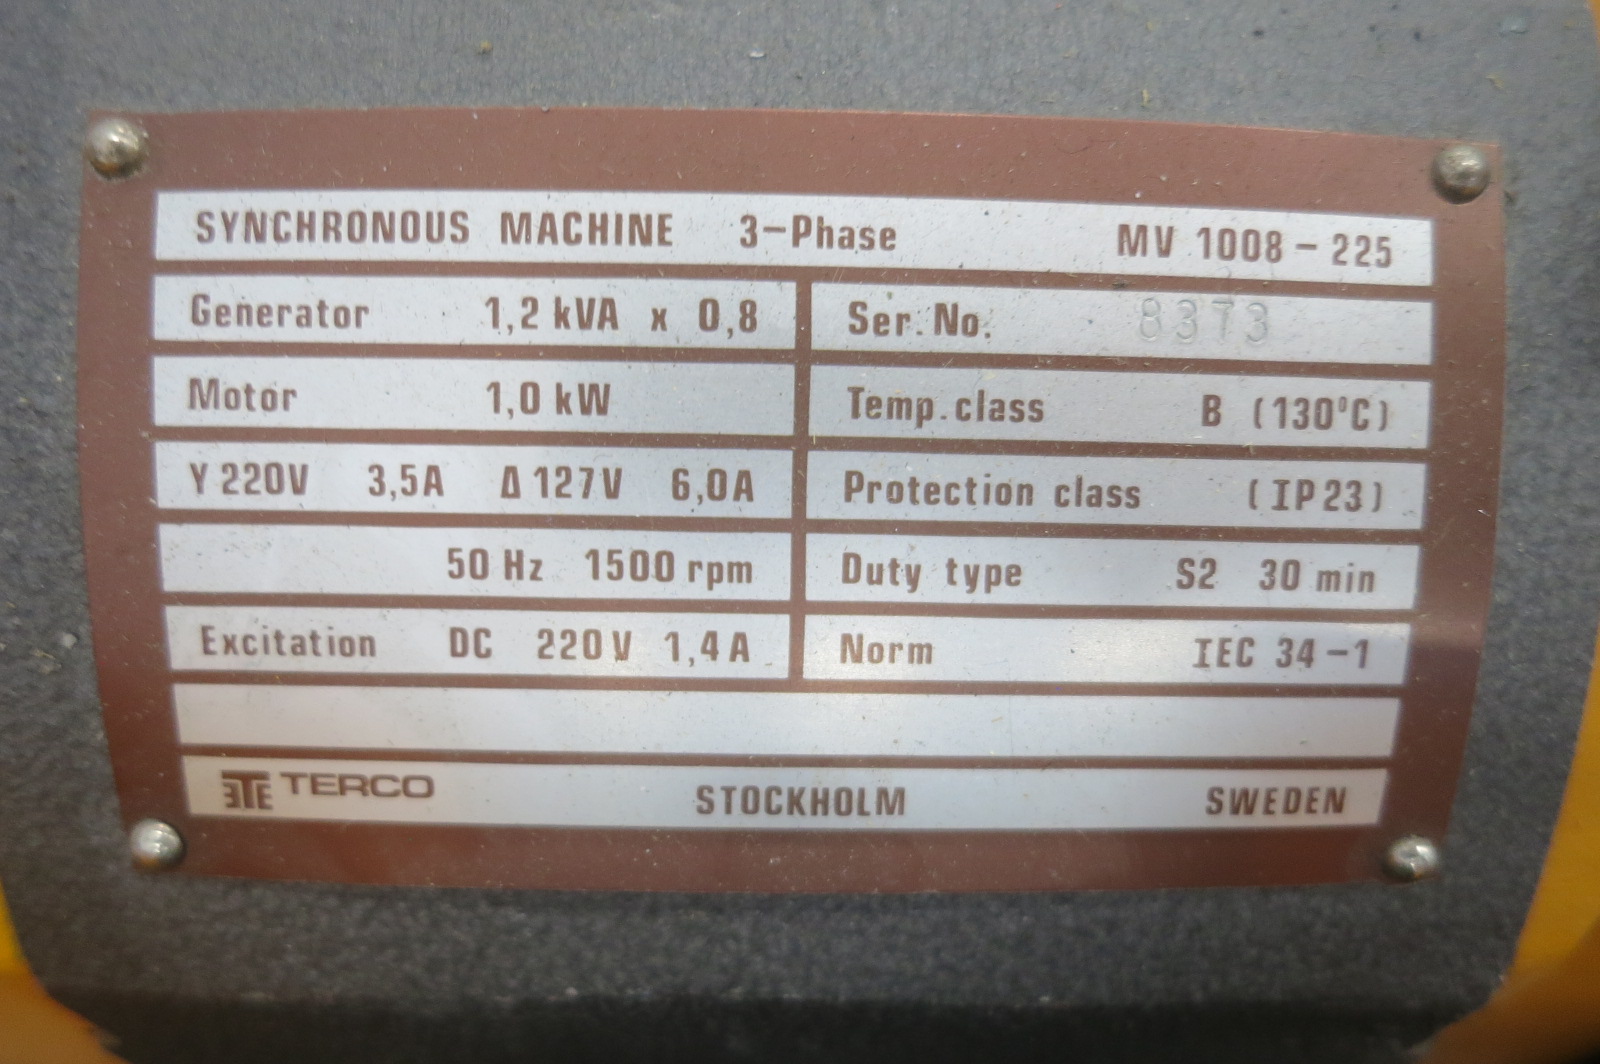 SYNCHRONOUS MACHINE 3-Phase MV 1008-225
Generator 1,2 kVA x 0,8 Ser. No. 8373
Motor 1,0 kW Temp. class B (130°C)
Y 220V 3,5A Δ 127V 6,0A Protection class (IP23)
50 Hz 1500 rpm Duty type S2 30 min
Excitation DC 220V 1,4A Norm IEC 34-1
TERCO STOCKHOLM SWEDEN